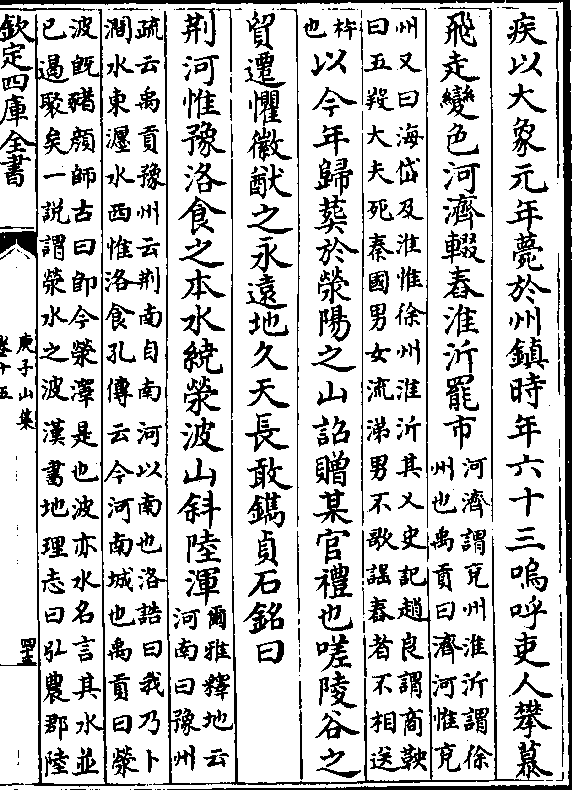 疾以大象元年薨於州鎮時年六十三嗚呼吏人攀慕
飛走變色河濟輟舂淮沂罷市
河濟謂兗州淮沂謂徐
州也禹貢曰濟河惟兗
州又曰海岱及淮惟徐州淮沂其乂史記趙良謂商鞅
曰五羖大夫死秦國男女流涕男不歌謡舂者不相送
杵
也
以今年歸葬於滎陽之山詔贈某官禮也嗟陵谷之
貿遷懼徽猷之永遠地久天長敢鐫貞石銘曰
荆河惟豫洛食之本水繞滎波山斜陸渾
爾雅釋地云
河南曰豫州
疏云禹貢豫州云荆南自南河以南也洛誥曰我乃卜
澗水東瀍水西惟洛食孔傳云今河南城也禹貢曰滎
波既豬顔師古曰即今滎澤是也波亦水名言其水並
已遏聚矣一説謂滎水之波漢書地理志曰弘農郡陸
欽定四庫全書
庾子山集
卷十五
四十五